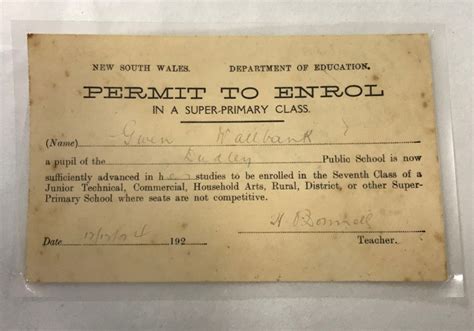 NEW SOUTH WALES. DEPARTMENT OF EDUCATION.
PERMIT TO ENROL
IN A SUPER-PRIMARY CLASS.
(Name) Gwen Wallbank
a pupil of the Dudley Public School is now
sufficiently advanced in her studies to be enrolled in the Seventh Class of a
Junior Technical, Commercial, Household Arts, Rural, District, or other Super-
Primary School where seats are not competitive.
H. O'Donnell
Date 192 Teacher.